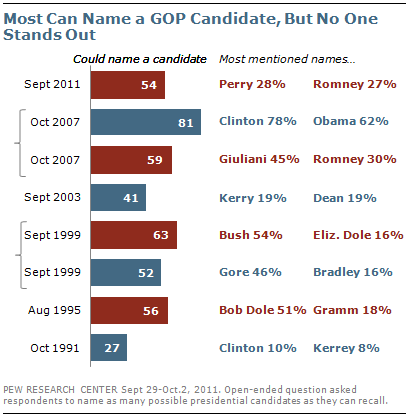 Most Can Name a GOP Candidate, But No One
Stands Out
Could name a candidate Most mentioned names...
Sept 2011 54 Perry 28% Romney 27%
Oct 2007 81 Clinton 78% Obama 62%
Oct 2007 59 Giuliani 45% Romney 30%
Sept 2003 41 Kerry 19% Dean 19%
Sept 1999 63 Bush 54% Eliz. Dole 16%
Sept 1999 52 Gore 46% Bradley 16%
Aug 1995 56 Bob Dole 51% Gramm 18%
Oct 1991 27 Clinton 10% Kerrey 8%
PEW RESEARCH CENTER Sept 29-Oct.2, 2011. Open-ended question asked
respondents to name as many possible presidential candidates as they can recall.